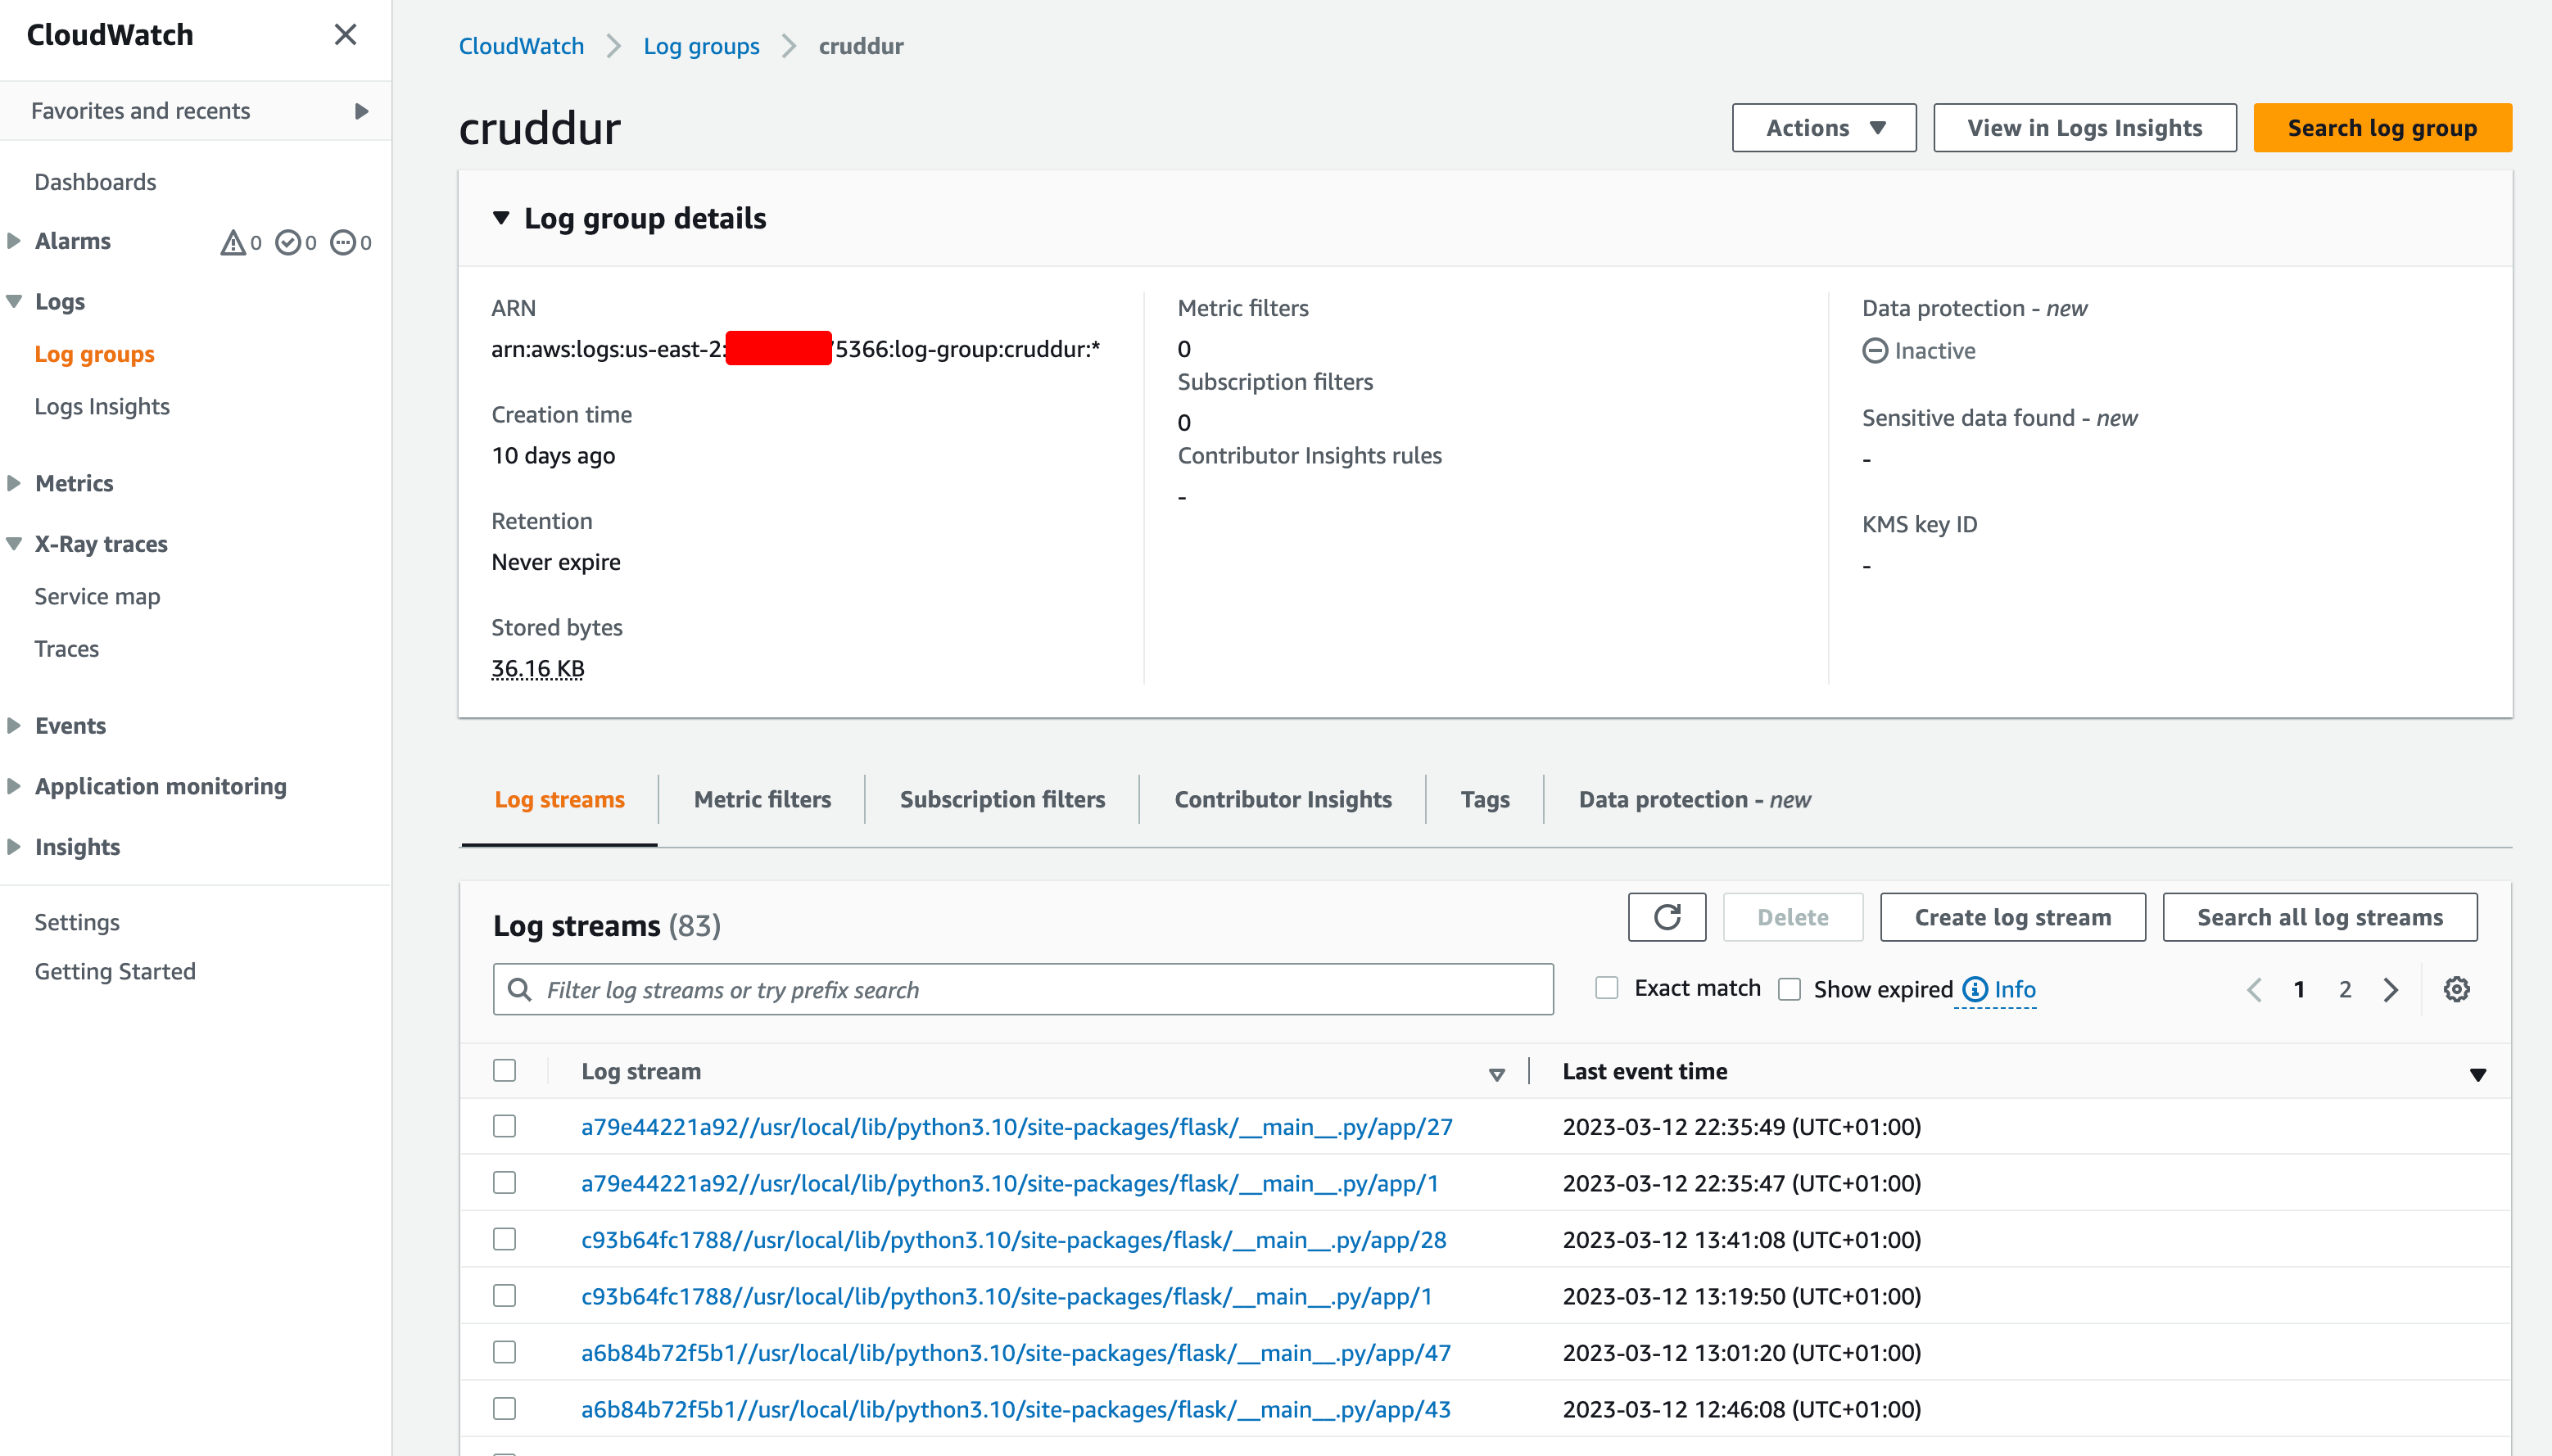 CloudWatch
Favorites and recents
Dashboards
Alarms 0 0 0
Logs
Log groups
Logs Insights
Metrics
X-Ray traces
Service map
Traces
Events
Application monitoring
Insights
Settings
Getting Started
CloudWatch > Log groups > cruddur
cruddur
Actions
View in Logs Insights
Search log group
Log group details
ARN
arn:aws:logs:us-east-2: 5366:log-group:cruddur:*
Creation time
10 days ago
Retention
Never expire
Stored bytes
36.16 KB
Metric filters
0
Subscription filters
0
Contributor Insights rules
-
Data protection - new
Inactive
Sensitive data found - new
-
KMS key ID
-
Log streams
Metric filters
Subscription filters
Contributor Insights
Tags
Data protection - new
Log streams (83)
Delete
Create log stream
Search all log streams
Filter log streams or try prefix search
Exact match
Show expired
Info
1 2
Log stream Last event time
a79e44221a92//usr/local/lib/python3.10/site-packages/flask/__main__.py/app/27 2023-03-12 22:35:49 (UTC+01:00)
a79e44221a92//usr/local/lib/python3.10/site-packages/flask/__main__.py/app/1 2023-03-12 22:35:47 (UTC+01:00)
c93b64fc1788//usr/local/lib/python3.10/site-packages/flask/__main__.py/app/28 2023-03-12 13:41:08 (UTC+01:00)
c93b64fc1788//usr/local/lib/python3.10/site-packages/flask/__main__.py/app/1 2023-03-12 13:19:50 (UTC+01:00)
a6b84b72f5b1//usr/local/lib/python3.10/site-packages/flask/__main__.py/app/47 2023-03-12 13:01:20 (UTC+01:00)
a6b84b72f5b1//usr/local/lib/python3.10/site-packages/flask/__main__.py/app/43 2023-03-12 12:46:08 (UTC+01:00)